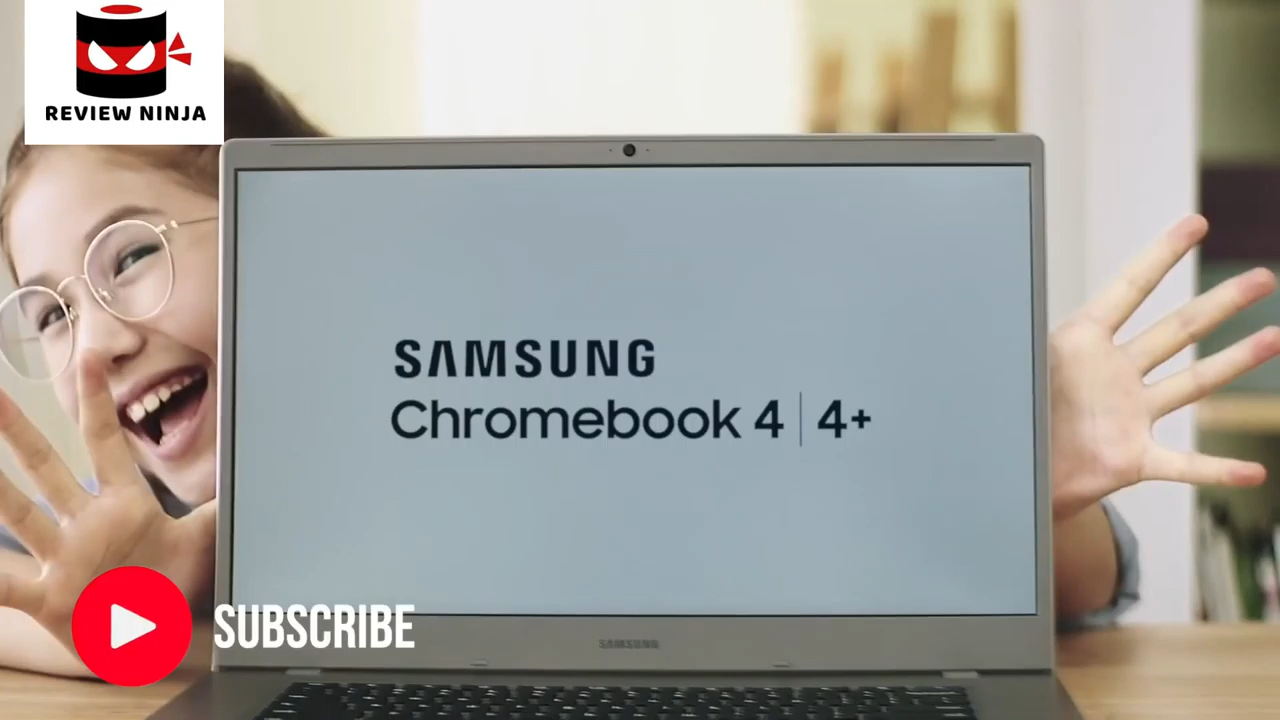 REVIEW NINJA
SAMSUNG
Chromebook 4 | 4+
SUBSCRIBE
SAMSUNG